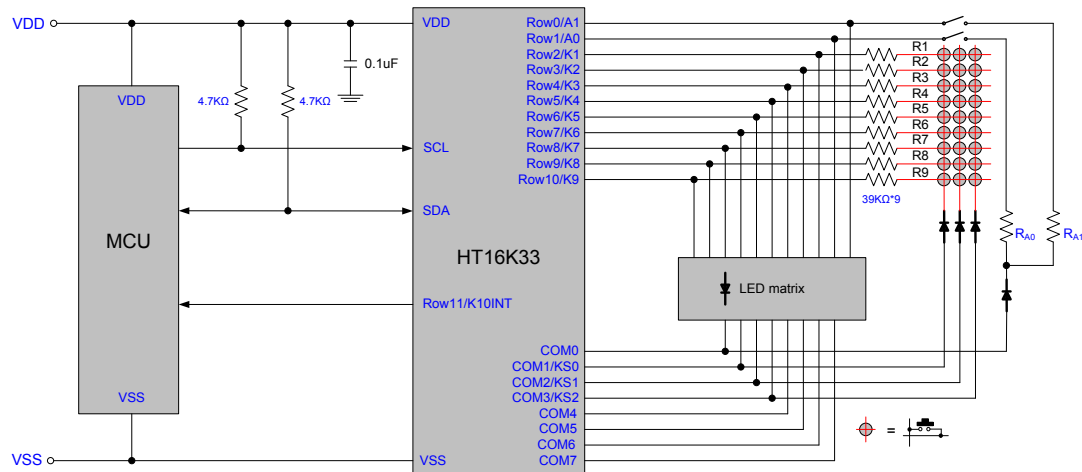 VDD
VDD
4.7KΩ
4.7KΩ
0.1uF
MCU
VSS
VSS
VDD
SCL
SDA
HT16K33
Row11/K10INT
VSS
Row0/A1
Row1/A0
Row2/K1
Row3/K2
Row4/K3
Row5/K4
Row6/K5
Row7/K6
Row8/K7
Row9/K8
Row10/K9
COM0
COM1/KS0
COM2/KS1
COM3/KS2
COM4
COM5
COM6
COM7
R1
R2
R3
R4
R5
R6
R7
R8
R9
39KΩ*9
LED matrix
RA0
RA1
=